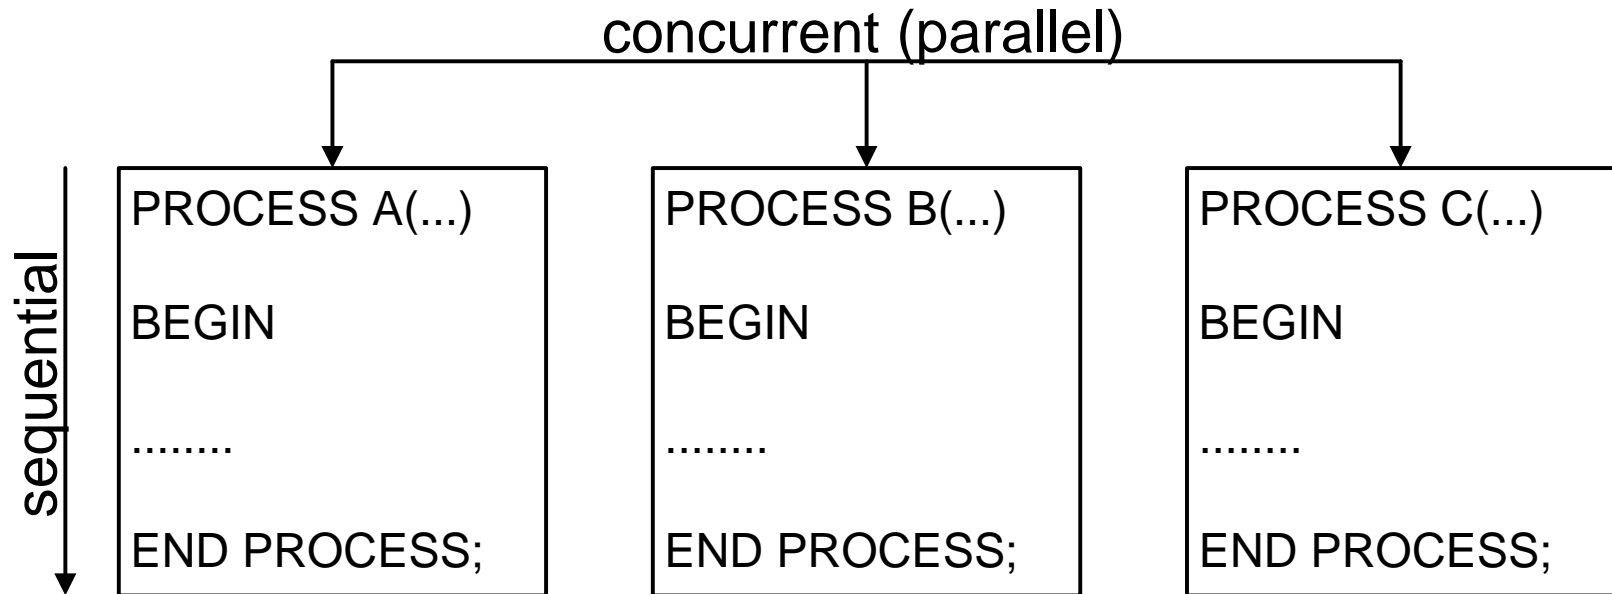 concurrent (parallel)
sequential
PROCESS A(...)
BEGIN
........
END PROCESS;
PROCESS B(...)
BEGIN
........
END PROCESS;
PROCESS C(...)
BEGIN
........
END PROCESS;